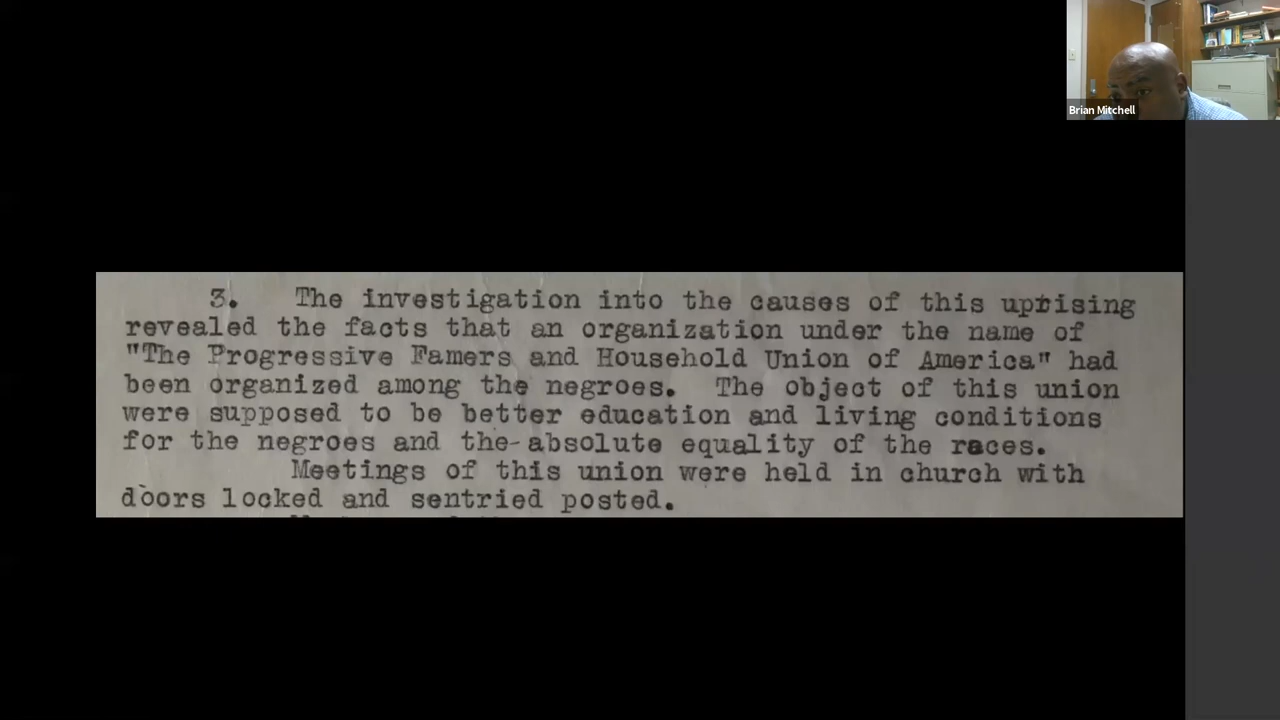 Brian Mitchell
3. The investigation into the causes of this uprising
revealed the facts that an organization under the name of
"The Progressive Famers and Household Union of America" had
been organized among the negroes. The object of this union
were supposed to be better education and living conditions
for the negroes and the-absolute equality of the races.
Meetings of this union were held in church with
doors locked and sentried posted.